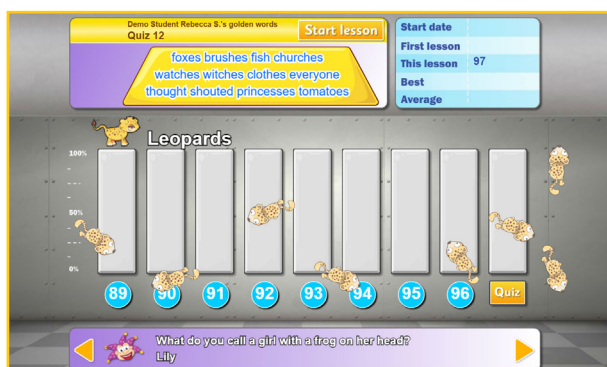 Demo Student Rebecca S.'s golden words
Quiz 12
Start lesson
foxes brushes fish churches
watches witches clothes everyone
thought shouted princesses tomatoes
Start date
First lesson
This lesson 97
Best
Average
Leopards
100%
50%
0%
89 90 91 92 93 94 95 96 Quiz
What do you call a girl with a frog on her head?
Lily